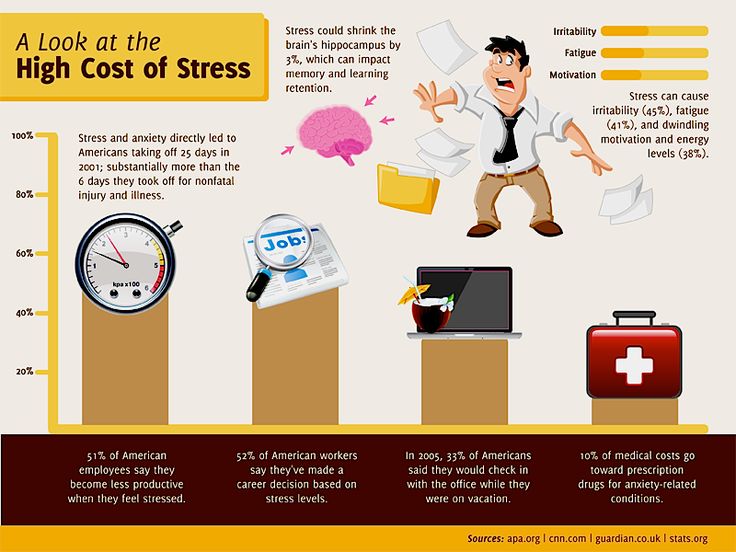 A Look at the
High Cost of Stress
Stress could shrink the
brain's hippocampus by
3%, which can impact
memory and learning
retention.
Irritability
Fatigue
Motivation
Stress can cause
irritability (45%), fatigue
(41%), and dwindling
motivation and energy
levels (38%).
100%
80%
60%
40%
20%
Stress and anxiety directly led to
Americans taking off 25 days in
2001; substantially more than the
6 days they took off for nonfatal
injury and illness.
1
2
3
4
5
6
kpa x100
Jobs
51% of American
employees say they
become less productive
when they feel stressed.
52% of American workers
say they've made a
career decision based on
stress levels.
In 2005, 33% of Americans
said they would check in
with the office while they
were on vacation.
10% of medical costs go
toward prescription
drugs for anxiety-related
conditions.
Sources: apa.org | cnn.com | guardian.co.uk | stats.org